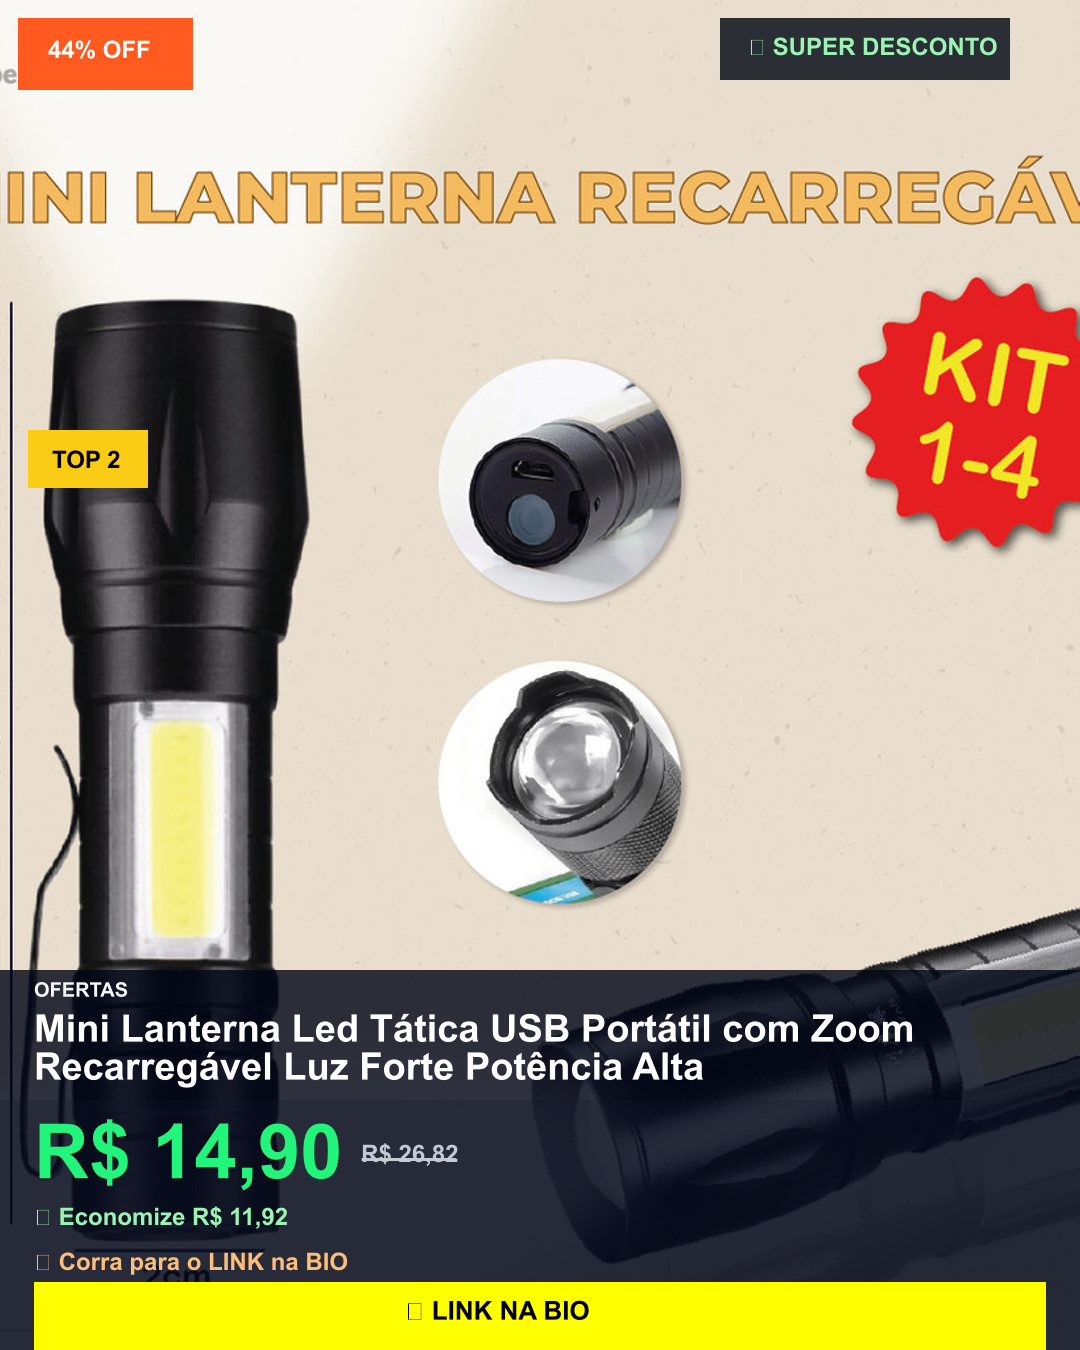 44% OFF
SUPER DESCONTO
INI LANTERNA RECARREGÁV
KIT
1-4
TOP 2
OFERTAS
Mini Lanterna Led Tática USB Portátil com Zoom
Recarregável Luz Forte Potência Alta
R$ 14,90 R$ 26,82
Economize R$ 11,92
Corra para o LINK na BIO
2cm
LINK NA BIO